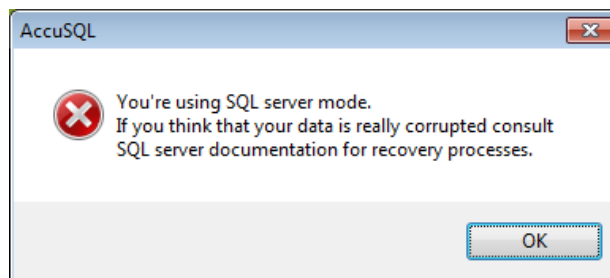 AccuSQL
You're using SQL server mode.
If you think that your data is really corrupted consult
SQL server documentation for recovery processes.
OK